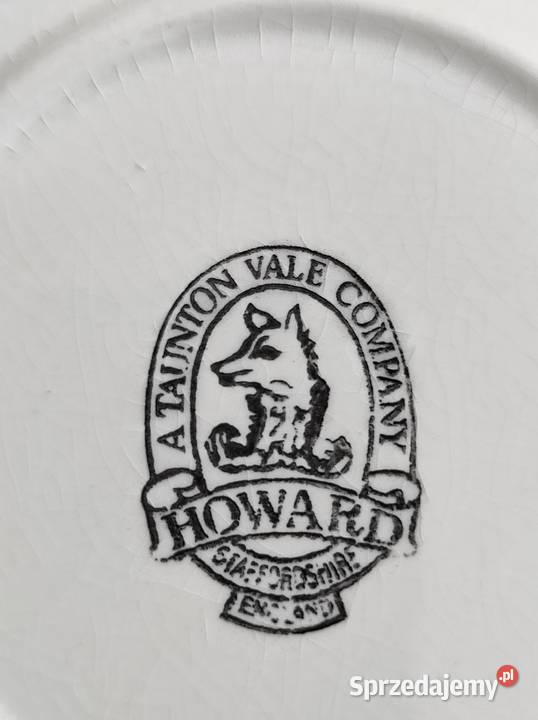 A TAUNTON VALE COMPANY
HOWARD
STAFFORDSHIRE
ENGLAND
Sprzedajemy.pl